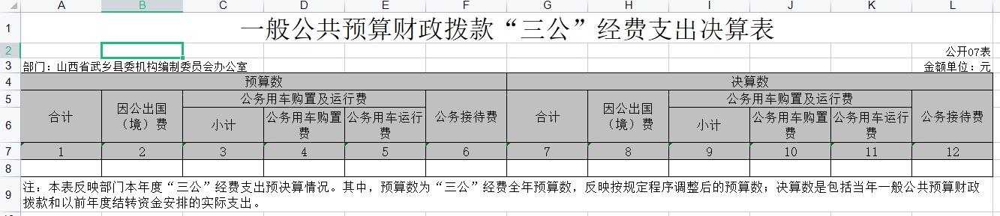 A B C D E F G H I J K L
1 一般公共预算财政拨款“三公”经费支出决算表
2 公开07表
3 部门：山西省武乡县委机构编制委员会办公室 金额单位：元
4 预算数 决算数
5 合计 因公出国（境）费 公务用车购置及运行费 公务接待费 合计 因公出国（境）费 公务用车购置及运行费 公务接待费
6 小计 公务用车购置费 公务用车运行费 小计 公务用车购置费 公务用车运行费
7 1 2 3 4 5 6 7 8 9 10 11 12
8
9 注：本表反映部门本年度“三公”经费支出预决算情况。其中，预算数为“三公”经费全年预算数，反映按规定程序调整后的预算数；决算数是包括当年一般公共预算财政
拨款和以前年度结转资金安排的实际支出。